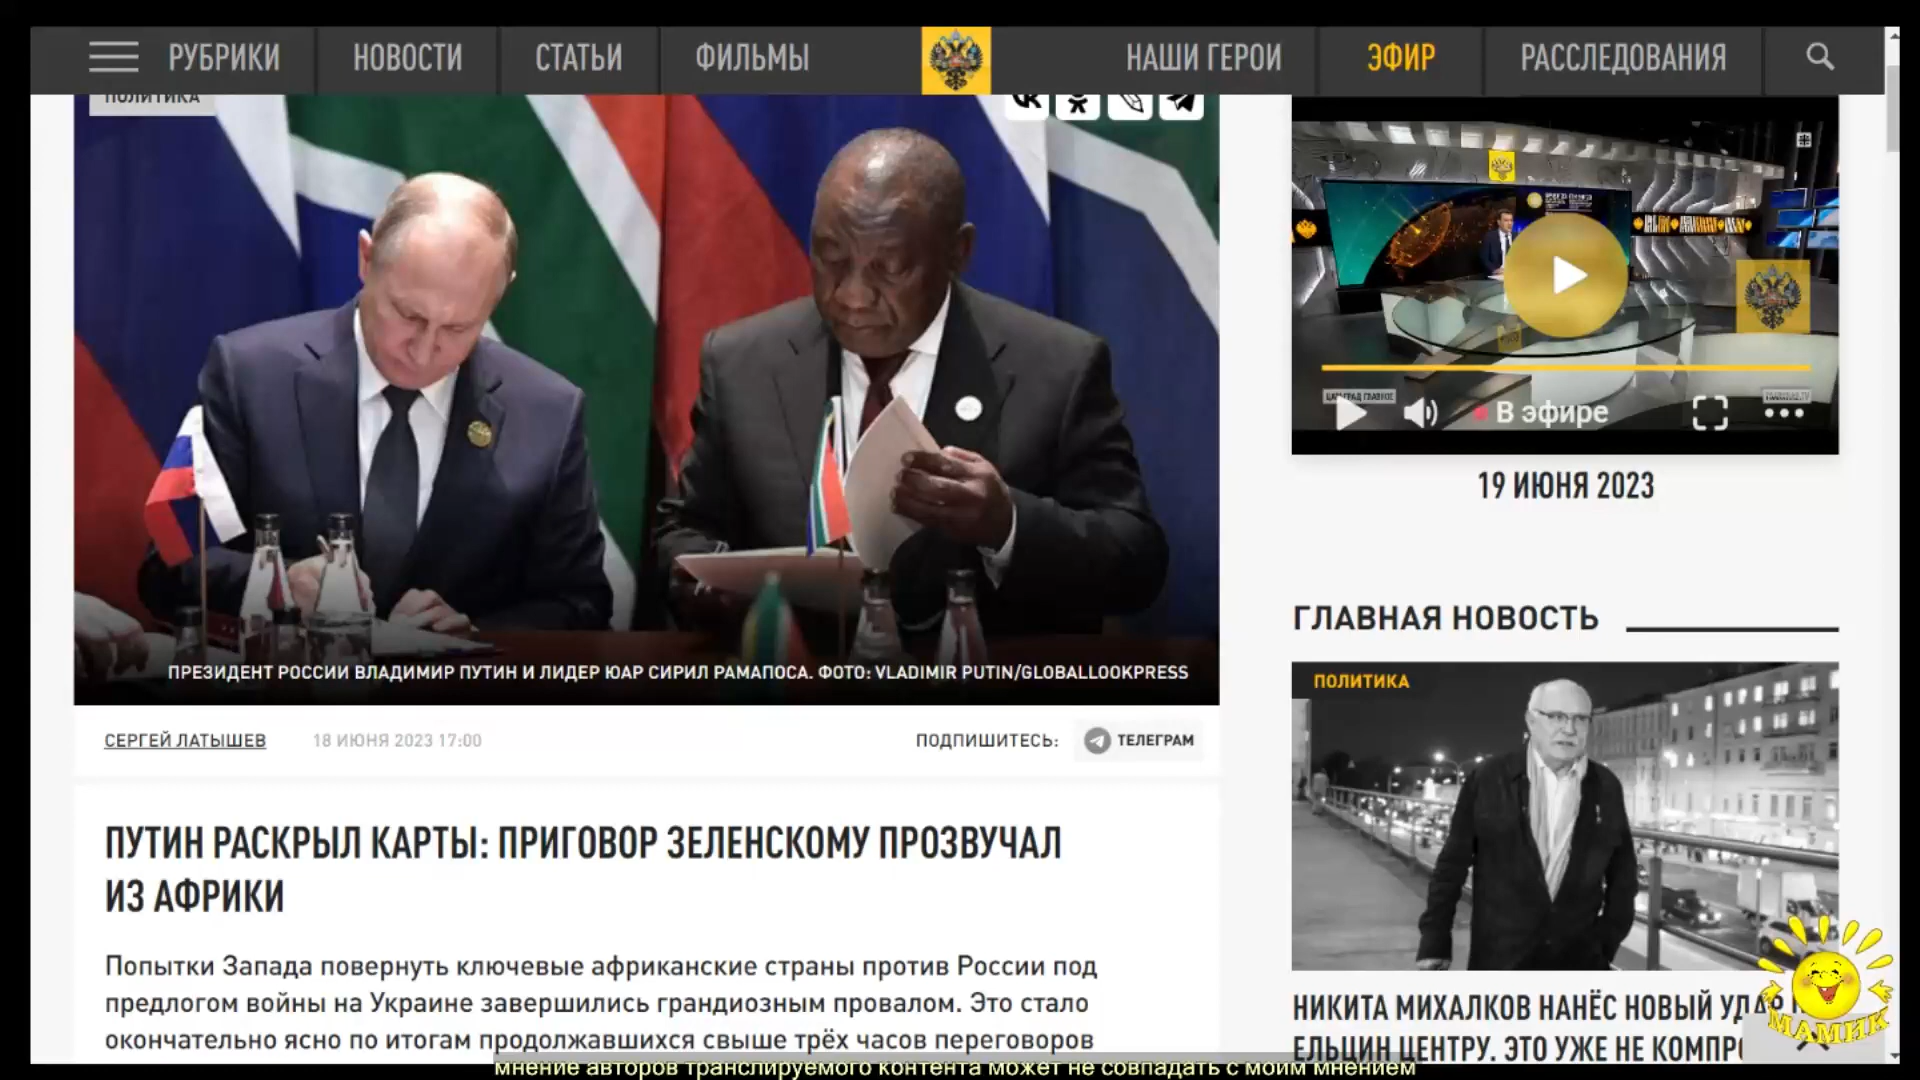 РУБРИКИ
НОВОСТИ
СТАТЬИ
ФИЛЬМЫ
НАШИ ГЕРОИ
ЭФИР
РАССЛЕДОВАНИЯ
ПОЛИТИКА
ПРЕЗИДЕНТ РОССИИ ВЛАДИМИР ПУТИН И ЛИДЕР ЮАР СИРИЛ РАМАПОСА. ФОТО: VLADIMIR PUTIN/GLOBALLOOKPRESS
СЕРГЕЙ ЛАТЫШЕВ
18 ИЮНЯ 2023 17:00
ПОДПИШИТЕСЬ:
ТЕЛЕГРАМ
ПУТИН РАСКРЫЛ КАРТЫ: ПРИГОВОР ЗЕЛЕНСКОМУ ПРОЗВУЧАЛ
ИЗ АФРИКИ
Попытки Запада повернуть ключевые африканские страны против России под
предлогом войны на Украине завершились грандиозным провалом. Это стало
окончательно ясно по итогам продолжавшихся свыше трёх часов переговоров
В эфире
19 ИЮНЯ 2023
ГЛАВНАЯ НОВОСТЬ
ПОЛИТИКА
НИКИТА МИХАЛКОВ НАНЁС НОВЫЙ УДАР
ЕЛЬЦИН ЦЕНТРУ. ЭТО УЖЕ НЕ
МАМИК
мнение авторов транслируемого контента может не совпадать с моим мнением